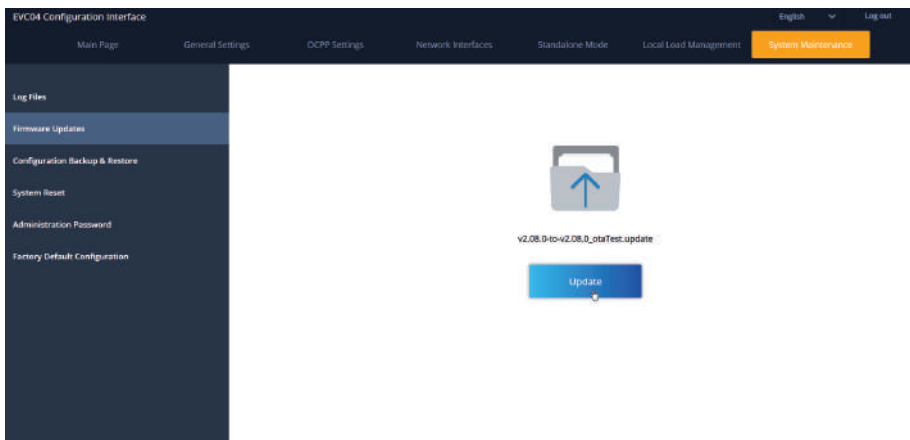 EVC04 Configuration Interface
English
Log out
Main Page
General Settings
OCPP Settings
Network Interfaces
Standalone Mode
Local Load Management
System Maintenance
Log Files
Firmware Updates
Configuration Backup & Restore
System Reset
Administration Password
Factory Default Configuration
v2.08.0-to-v2.08.0_otaTest.update
Update